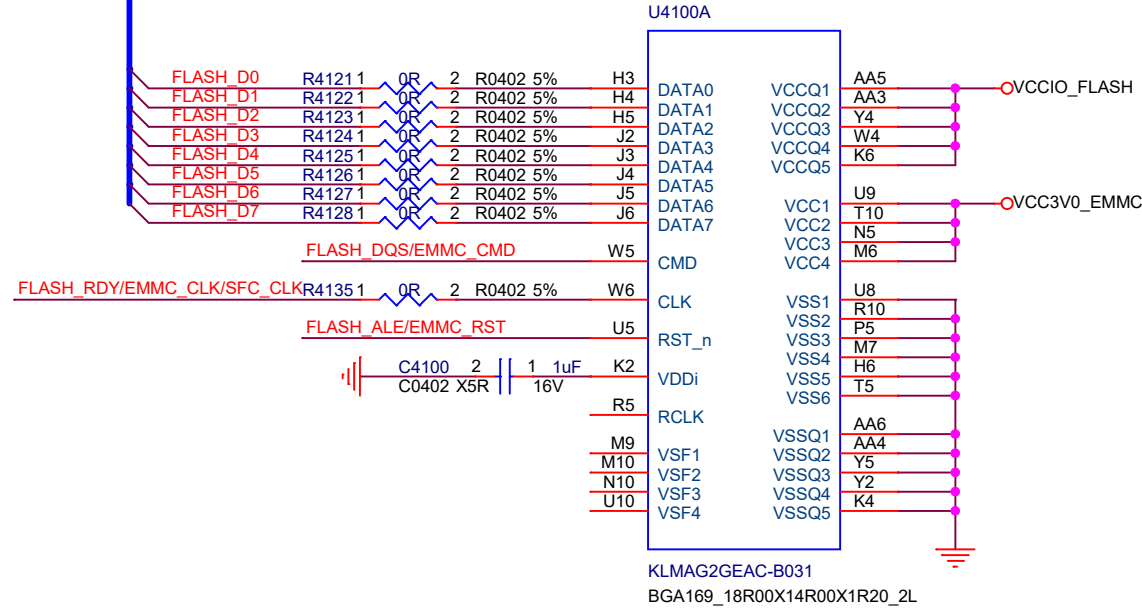 U4100A
FLASH_D0 R4121 1 0R 2 R0402 5% H3 DATA0 VCCQ1 AA5 VCCIO_FLASH
FLASH_D1 R4122 1 0R 2 R0402 5% H4 DATA1 VCCQ2 AA3
FLASH_D2 R4123 1 0R 2 R0402 5% H5 DATA2 VCCQ3 Y4
FLASH_D3 R4124 1 0R 2 R0402 5% J2 DATA3 VCCQ4 W4
FLASH_D4 R4125 1 0R 2 R0402 5% J3 DATA4 VCCQ5 K6
FLASH_D5 R4126 1 0R 2 R0402 5% J4 DATA5
FLASH_D6 R4127 1 0R 2 R0402 5% J5 DATA6 VCC1 U9 VCC3V0_EMMC
FLASH_D7 R4128 1 0R 2 R0402 5% J6 DATA7 VCC2 T10
VCC3 N5
FLASH_DQS/EMMC_CMD W5 CMD VCC4 M6
FLASH_RDY/EMMC_CLK/SFC_CLK R4135 1 0R 2 R0402 5% W6 CLK VSS1 U8
VSS2 R10
FLASH_ALE/EMMC_RST U5 RST_n VSS3 P5
VSS4 M7
C4100 2 1 1uF K2 VDDi VSS5 H6
C0402 X5R 16V VSS6 T5
R5 RCLK
VSSQ1 AA6
M9 VSF1 VSSQ2 AA4
M10 VSF2 VSSQ3 Y5
N10 VSF3 VSSQ4 Y2
U10 VSF4 VSSQ5 K4
KLMAG2GEAC-B031
BGA169_18R00X14R00X1R20_2L